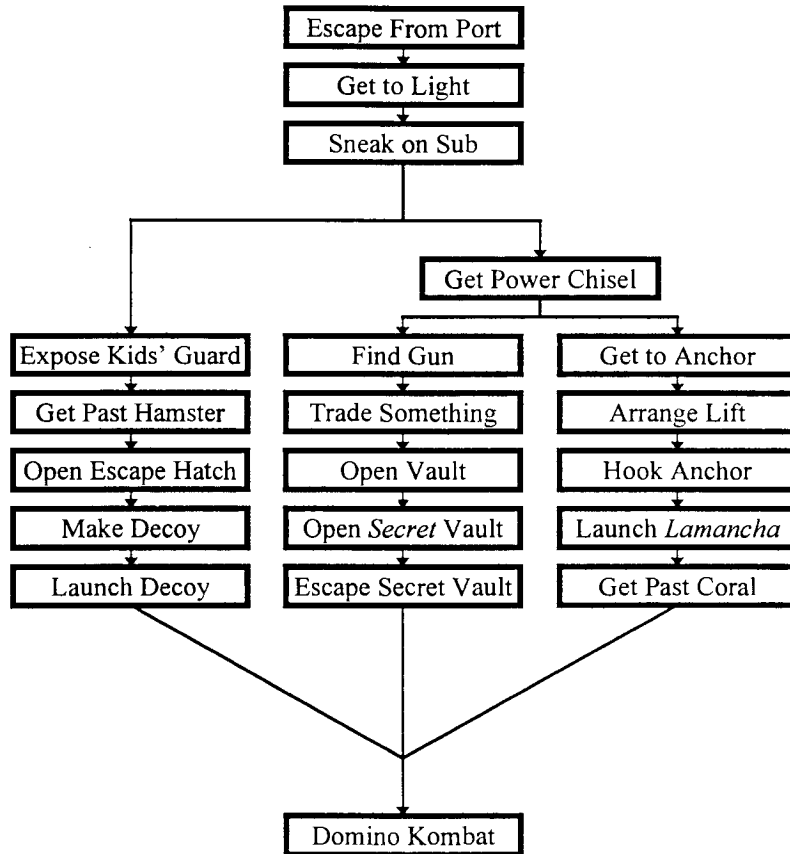 Escape From Port
Get to Light
Sneak on Sub
Get Power Chisel
Expose Kids' Guard
Find Gun
Get to Anchor
Get Past Hamster
Trade Something
Arrange Lift
Open Escape Hatch
Open Vault
Hook Anchor
Make Decoy
Open Secret Vault
Launch Lamancha
Launch Decoy
Escape Secret Vault
Get Past Coral
Domino Kombat